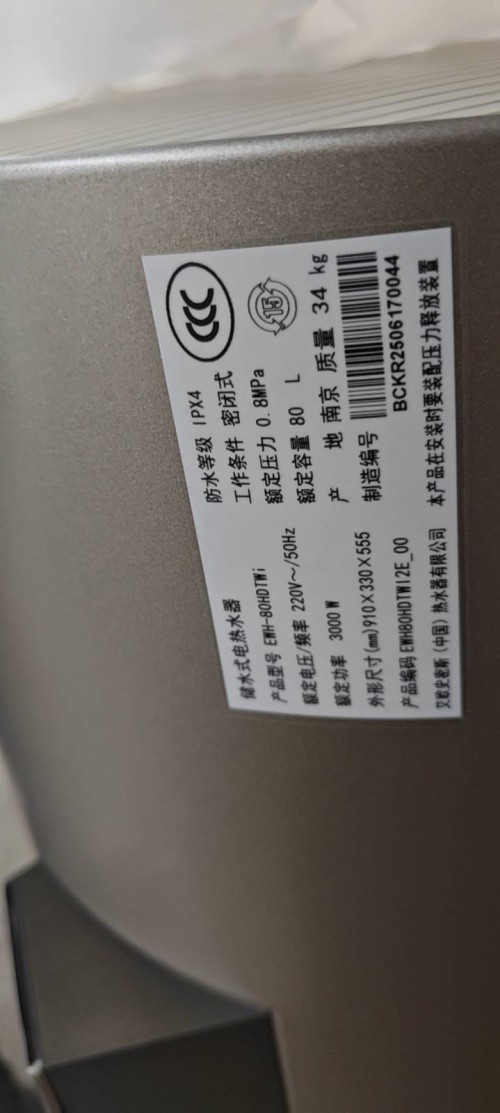 储水式电热水器
产品型号 EWH-80HDTWi
额定电压/频率 220V～/50Hz
额定功率 3000 W
外形尺寸(mm)910×330×555
产品编码 EWH80HDTWI2E_00
艾欧史密斯（中国）热水器有限公司
防水等级 IPX4
工作条件 密闭式
额定压力 0.8MPa
额定容量 80 L
产 地 南京 质量 34 kg
制造编号
BCKR2506170044
本产品在安装时要装配压力释放装置
CCC
15